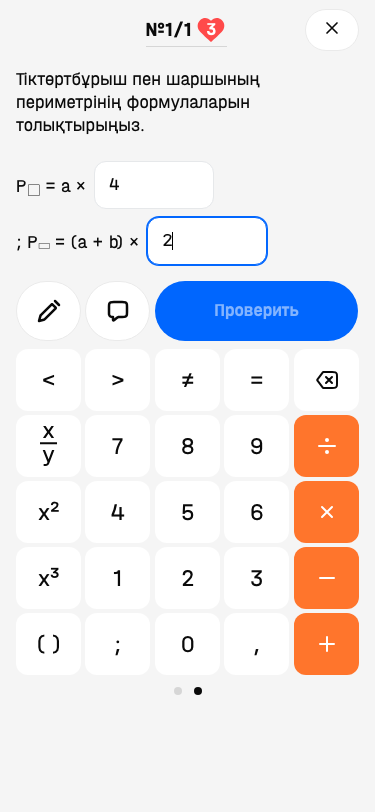 №1/1 3
Тіктөртбұрыш пен шаршының
периметрінің формулаларын
толықтырыңыз.
P□ = a × 4
; P▭ = (a + b) × 2
Проверить
< > ≠ =
x/y 7 8 9 ÷
x² 4 5 6 ×
x³ 1 2 3 −
( ) ; 0 , +